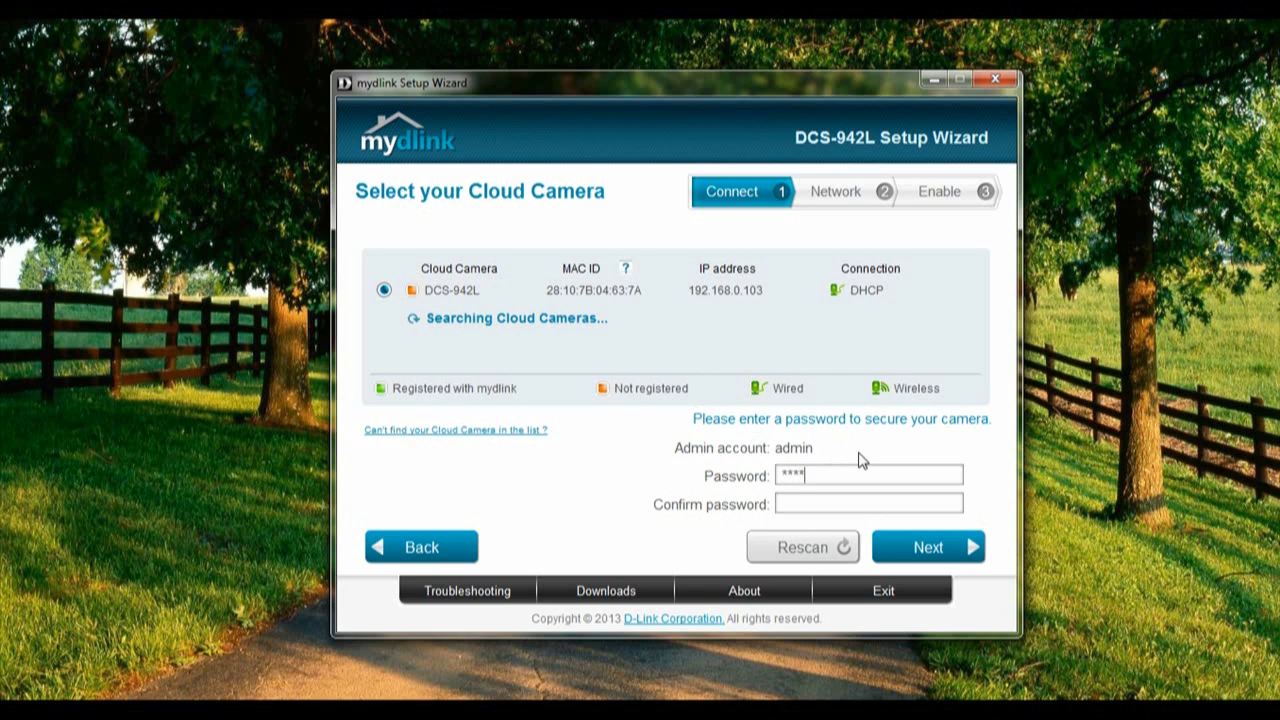 mydlink Setup Wizard
mydlink
DCS-942L Setup Wizard
Select your Cloud Camera
Connect 1 Network 2 Enable 3
Cloud Camera MAC ID ? IP address Connection
DCS-942L 28:10:7B:04:63:7A 192.168.0.103 DHCP
Searching Cloud Cameras...
Registered with mydlink Not registered Wired Wireless
Please enter a password to secure your camera.
Can't find your Cloud Camera in the list ?
Admin account: admin
Password: ****
Confirm password:
Back Rescan Next
Troubleshooting Downloads About Exit
Copyright © 2013 D-Link Corporation. All rights reserved.